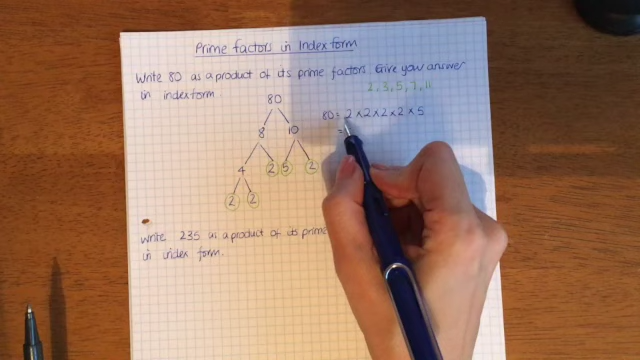 Prime factors in Index form
Write 80 as a product of its prime factors Give your answer
in index form.
2, 3, 5, 7, 11
80
80 = 2 × 2 × 2 × 2 × 5
=
8 10
4 2 5 2
2 2
Write 235 as a product of its prime
in index form.